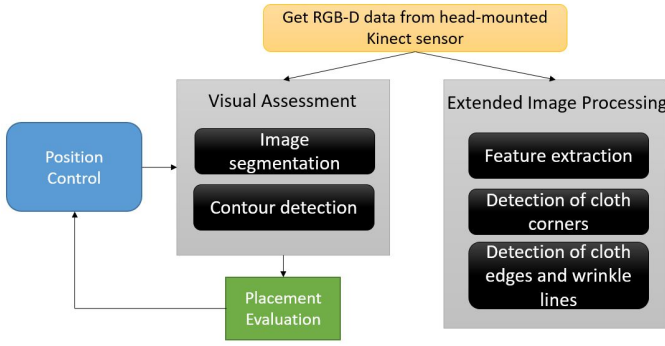 Get RGB-D data from head-mounted
Kinect sensor
Visual Assessment
Image
segmentation
Contour detection
Position
Control
Placement
Evaluation
Extended Image Processing
Feature extraction
Detection of cloth
corners
Detection of cloth
edges and wrinkle
lines